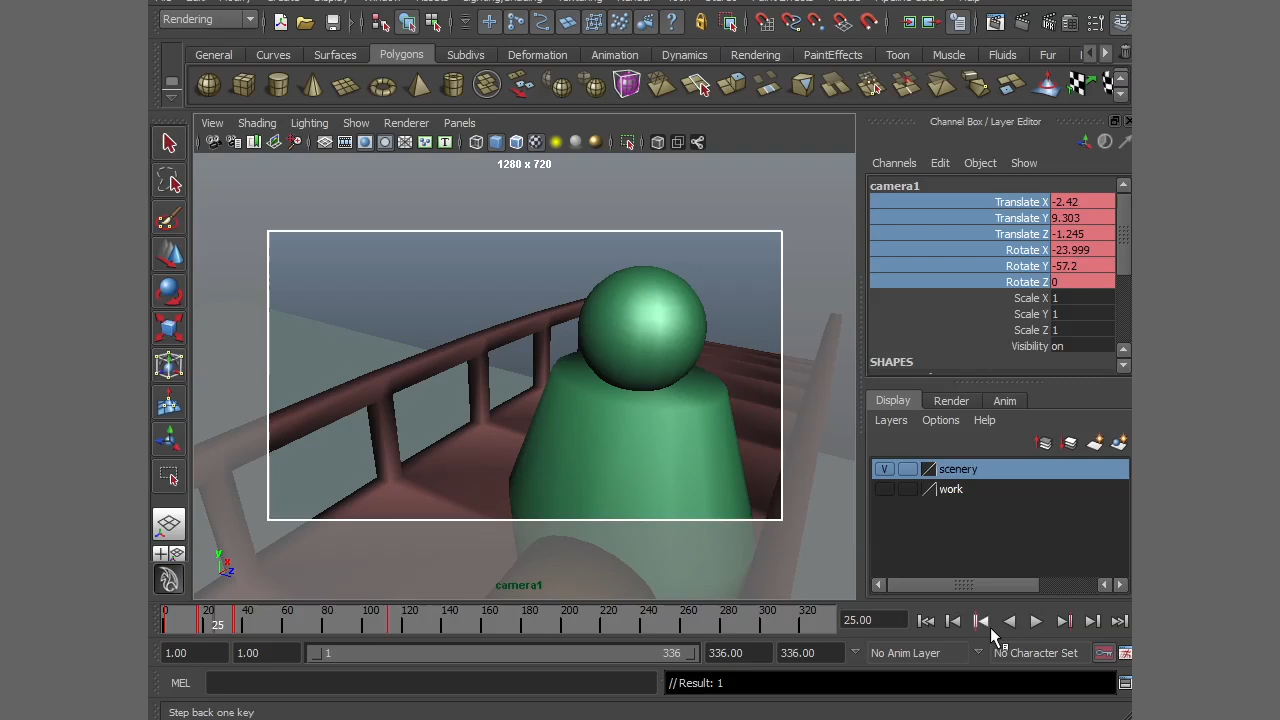 Rendering
General Curves Surfaces Polygons Subdivs Deformation Animation Dynamics Rendering PaintEffects Toon Muscle Fluids Fur
View Shading Lighting Show Renderer Panels
Channel Box / Layer Editor
Channels Edit Object Show
1280 x 720
camera1
Translate X -2.42
Translate Y 9.303
Translate Z -1.245
Rotate X -23.999
Rotate Y -57.2
Rotate Z 0
Scale X 1
Scale Y 1
Scale Z 1
Visibility on
SHAPES
Display Render Anim
Layers Options Help
V scenery
work
y
x
z
camera1
0 20 40 60 80 100 120 140 160 180 200 220 240 260 280 300 320
25
25.00
1.00 1.00 1 336 336.00 336.00 No Anim Layer No Character Set
MEL // Result: 1
Step back one key